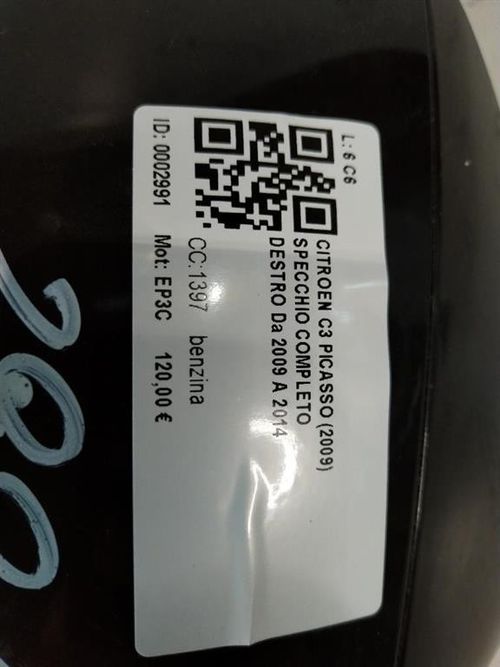 L: 6 C6
CITROEN C3 PICASSO (2009)
SPECCHIO COMPLETO
DESTRO Da 2009 A 2014
CC:1397 benzina
ID: 0002991 Mot: EP3C 120,00 €
200